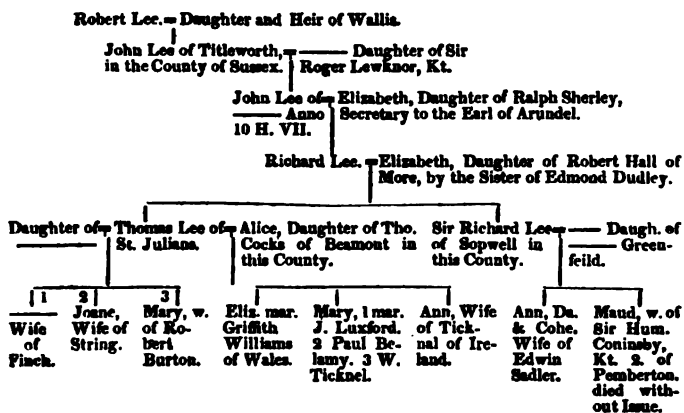 Robert Lee. = Daughter and Heir of Wallis.
John Lee of Titleworth, = —— Daughter of Sir
in the County of Sussex. Roger Lewknor, Kt.
John Lee of = Elizabeth, Daughter of Ralph Sherley,
—— Anno Secretary to the Earl of Arundel.
10 H. VII.
Richard Lee. = Elizabeth, Daughter of Robert Hall of
More, by the Sister of Edmond Dudley.
Daughter of = Thomas Lee of = Alice, Daughter of Tho.
—— St. Julians. Cocks of Beamont in
this County.
Sir Richard Lee = —— Daugh. of
of Sopwell in —— Green-
this County. feild.
1
——
Wife
of
Finch.
2
Joane,
Wife of
String.
3
Mary, w.
of Ro-
bert
Burton.
Eliz. mar.
Griffith
Williams
of Wales.
Mary, 1 mar.
J. Luxford.
2 Paul Be-
lamy. 3 W.
Ticknel.
Ann, Wife
of Tick-
nal of Ire-
land.
Ann, Da.
& Cohe.
Wife of
Edwin
Sadler.
Maud, w. of
Sir Hum.
Coninsby,
Kt. 2. of
Pemberton.
died with-
out Issue.